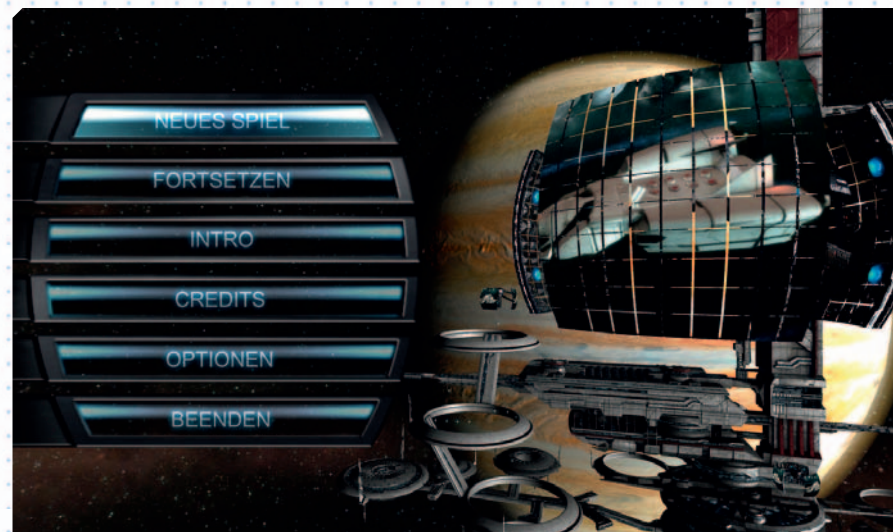 NEUES SPIEL
FORTSETZEN
INTRO
CREDITS
OPTIONEN
BEENDEN